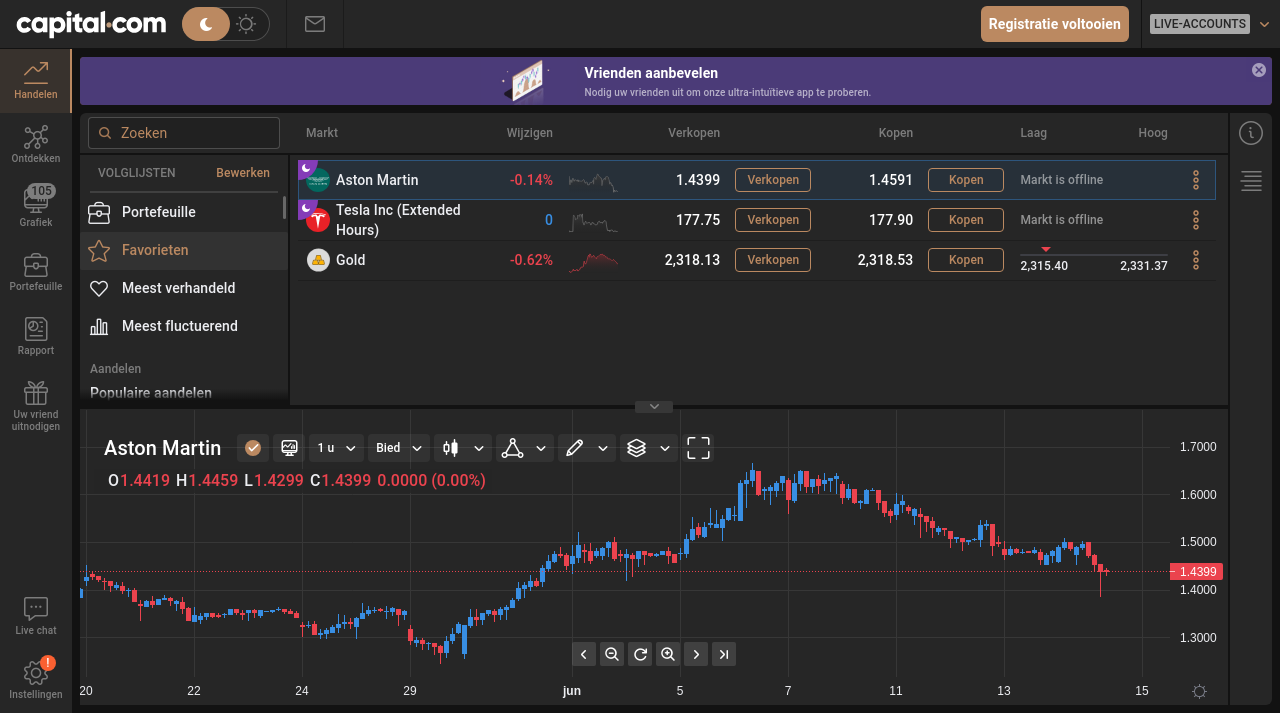 capital.com
Registratie voltooien
LIVE-ACCOUNTS
Handelen
Ontdekken
105
Grafiek
Portefeuille
Rapport
Uw vriend
uitnodigen
Live chat
!
Instellingen
Vrienden aanbevelen
Nodig uw vrienden uit om onze ultra-intuïtieve app te proberen.
Zoeken
VOLGLIJSTEN Bewerken
Portefeuille
Favorieten
Meest verhandeld
Meest fluctuerend
Aandelen
Populaire aandelen
Markt Wijzigen Verkopen Kopen Laag Hoog
Aston Martin -0.14% 1.4399 Verkopen 1.4591 Kopen Markt is offline
Tesla Inc (Extended
Hours) 0 177.75 Verkopen 177.90 Kopen Markt is offline
Gold -0.62% 2,318.13 Verkopen 2,318.53 Kopen 2,315.40 2,331.37
Aston Martin 1 u Bied
O1.4419 H1.4459 L1.4299 C1.4399 0.0000 (0.00%)
1.7000
1.6000
1.5000
1.4399
1.4000
1.3000
20 22 24 29 jun 5 7 11 13 15